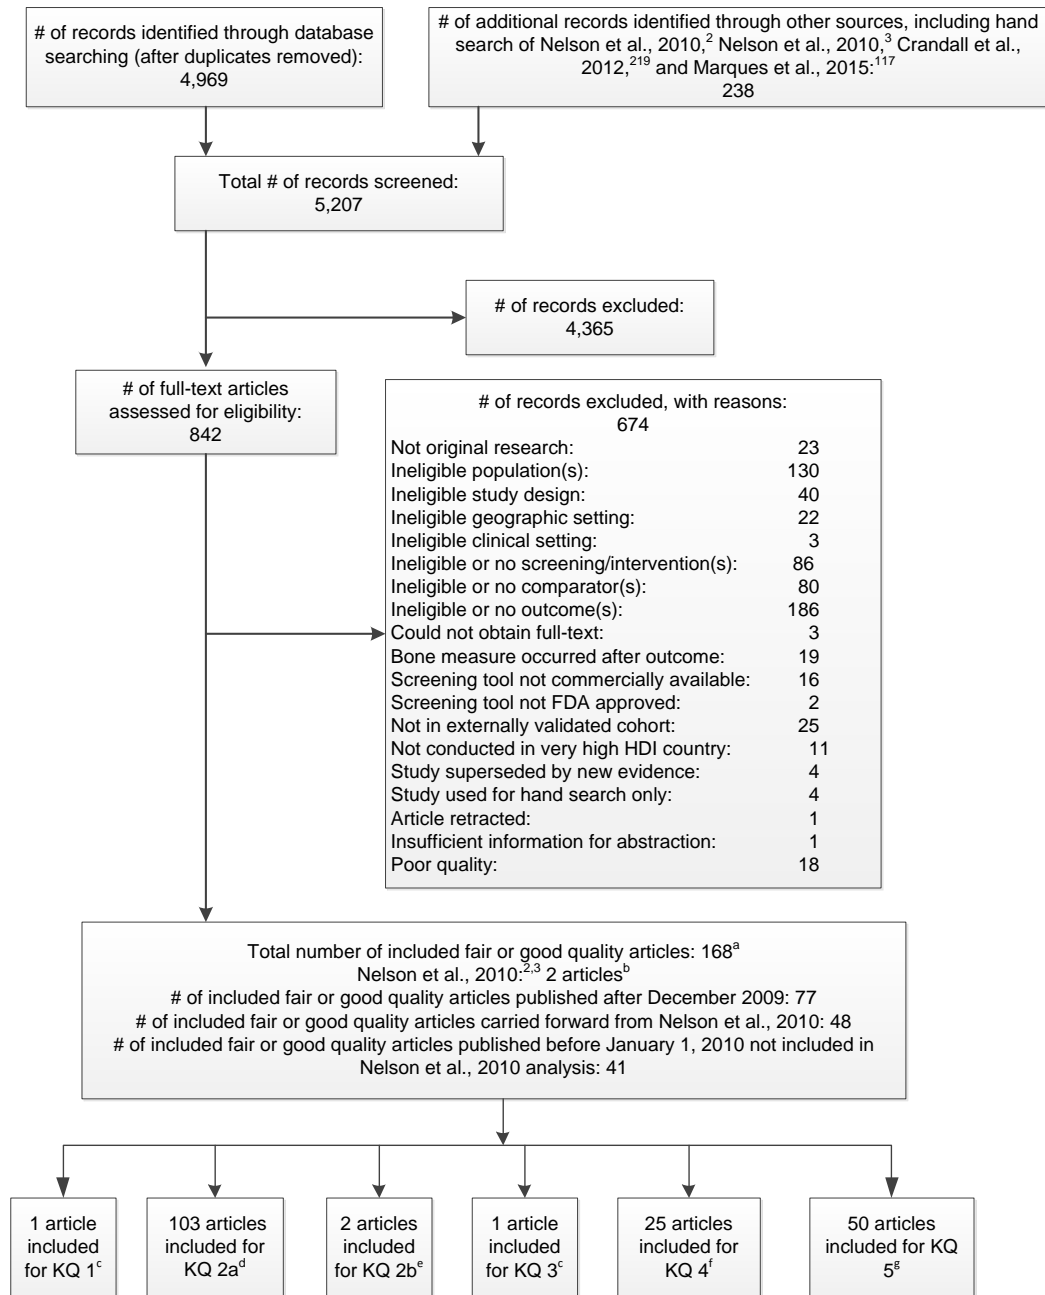 # of records identified through database
searching (after duplicates removed):
4,969
# of additional records identified through other sources, including hand
search of Nelson et al., 2010,² Nelson et al., 2010,³ Crandall et al.,
2012,²¹⁹ and Marques et al., 2015:¹¹⁷
238
Total # of records screened:
5,207
# of records excluded:
4,365
# of full-text articles
assessed for eligibility:
842
# of records excluded, with reasons:
674
Not original research: 23
Ineligible population(s): 130
Ineligible study design: 40
Ineligible geographic setting: 22
Ineligible clinical setting: 3
Ineligible or no screening/intervention(s): 86
Ineligible or no comparator(s): 80
Ineligible or no outcome(s): 186
Could not obtain full-text: 3
Bone measure occurred after outcome: 19
Screening tool not commercially available: 16
Screening tool not FDA approved: 2
Not in externally validated cohort: 25
Not conducted in very high HDI country: 11
Study superseded by new evidence: 4
Study used for hand search only: 4
Article retracted: 1
Insufficient information for abstraction: 1
Poor quality: 18
Total number of included fair or good quality articles: 168ᵃ
Nelson et al., 2010:²,³ 2 articlesᵇ
# of included fair or good quality articles published after December 2009: 77
# of included fair or good quality articles carried forward from Nelson et al., 2010: 48
# of included fair or good quality articles published before January 1, 2010 not included in
Nelson et al., 2010 analysis: 41
1 article
included
for KQ 1ᶜ
103 articles
included for
KQ 2aᵈ
2 articles
included
for KQ 2bᵉ
1 article
included
for KQ 3ᶜ
25 articles
included for
KQ 4ᶠ
50 articles
included for KQ
5ᵍ